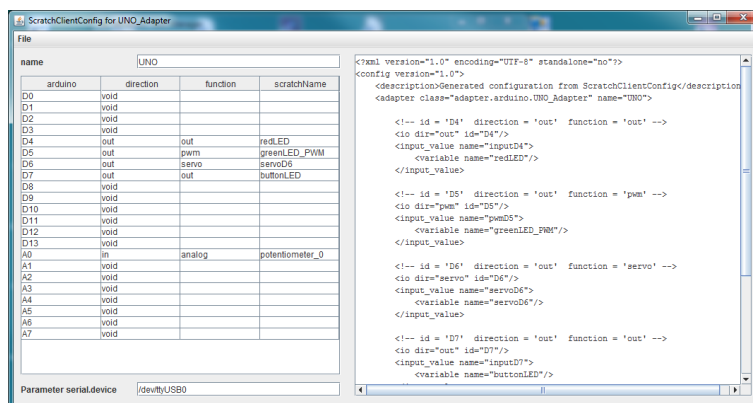 ScratchClientConfig for UNO_Adapter
File
name UNO
arduino direction function scratchName
D0 void
D1 void
D2 void
D3 void
D4 out out redLED
D5 out pwm greenLED_PWM
D6 out servo servoD6
D7 out out buttonLED
D8 void
D9 void
D10 void
D11 void
D12 void
D13 void
A0 in analog potentiometer_0
A1 void
A2 void
A3 void
A4 void
A5 void
A6 void
A7 void
Parameter serial.device /dev/ttyUSB0
<?xml version="1.0" encoding="UTF-8" standalone="no"?>
<config version="1.0">
<description>Generated configuration from ScratchClientConfig</description
<adapter class="adapter.arduino.UNO_Adapter" name="UNO">
<!-- id = 'D4' direction = 'out' function = 'out' -->
<io dir="out" id="D4"/>
<input_value name="inputD4">
<variable name="redLED"/>
</input_value>
<!-- id = 'D5' direction = 'out' function = 'pwm' -->
<io dir="pwm" id="D5"/>
<input_value name="pwmD5">
<variable name="greenLED_PWM"/>
</input_value>
<!-- id = 'D6' direction = 'out' function = 'servo' -->
<io dir="servo" id="D6"/>
<input_value name="servoD6">
<variable name="servoD6"/>
</input_value>
<!-- id = 'D7' direction = 'out' function = 'out' -->
<io dir="out" id="D7"/>
<input_value name="inputD7">
<variable name="buttonLED"/>